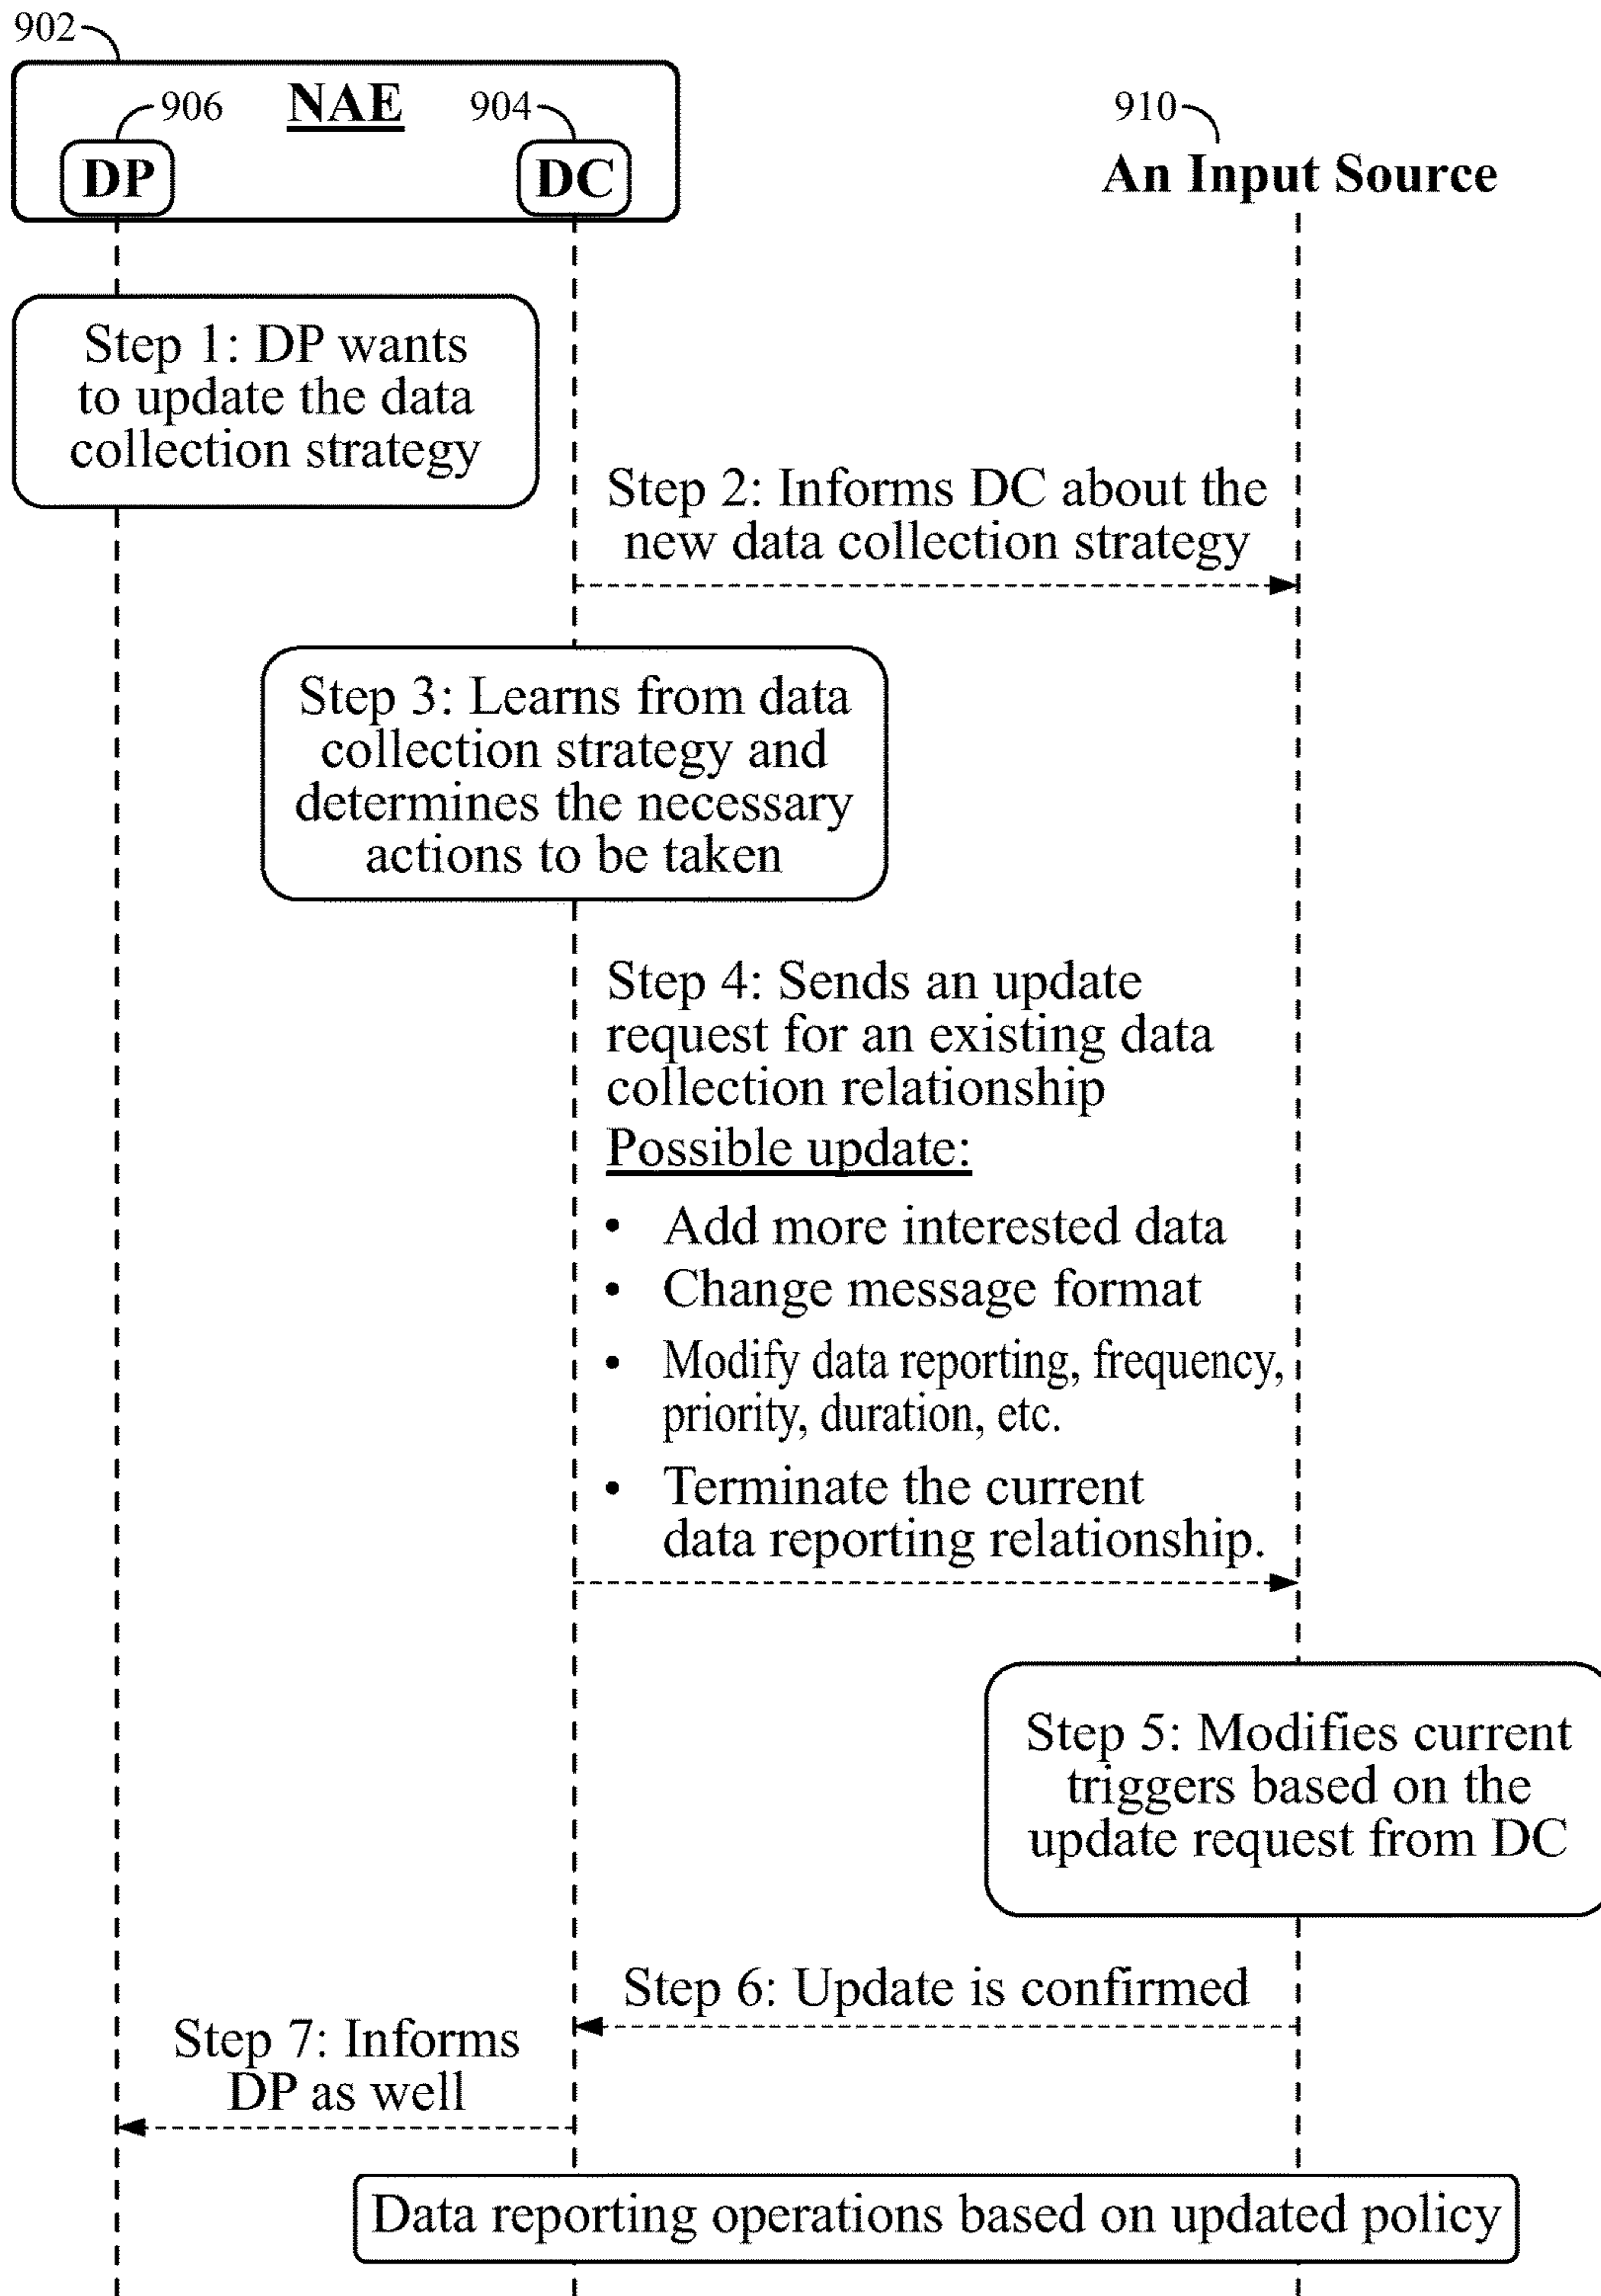 902
906 NAE 904
910
DP
DC
An Input Source
Step 1: DP wants
to update the data
collection strategy
Step 2: Informs DC about the
new data collection strategy
Step 3: Learns from data
collection strategy and
determines the necessary
actions to be taken
Step 4: Sends an update
request for an existing data
collection relationship
Possible update:
• Add more interested data
• Change message format
• Modify data reporting, frequency,
priority, duration, etc.
• Terminate the current
data reporting relationship.
Step 5: Modifies current
triggers based on the
update request from DC
Step 6: Update is confirmed
Step 7: Informs
DP as well
Data reporting operations based on updated policy